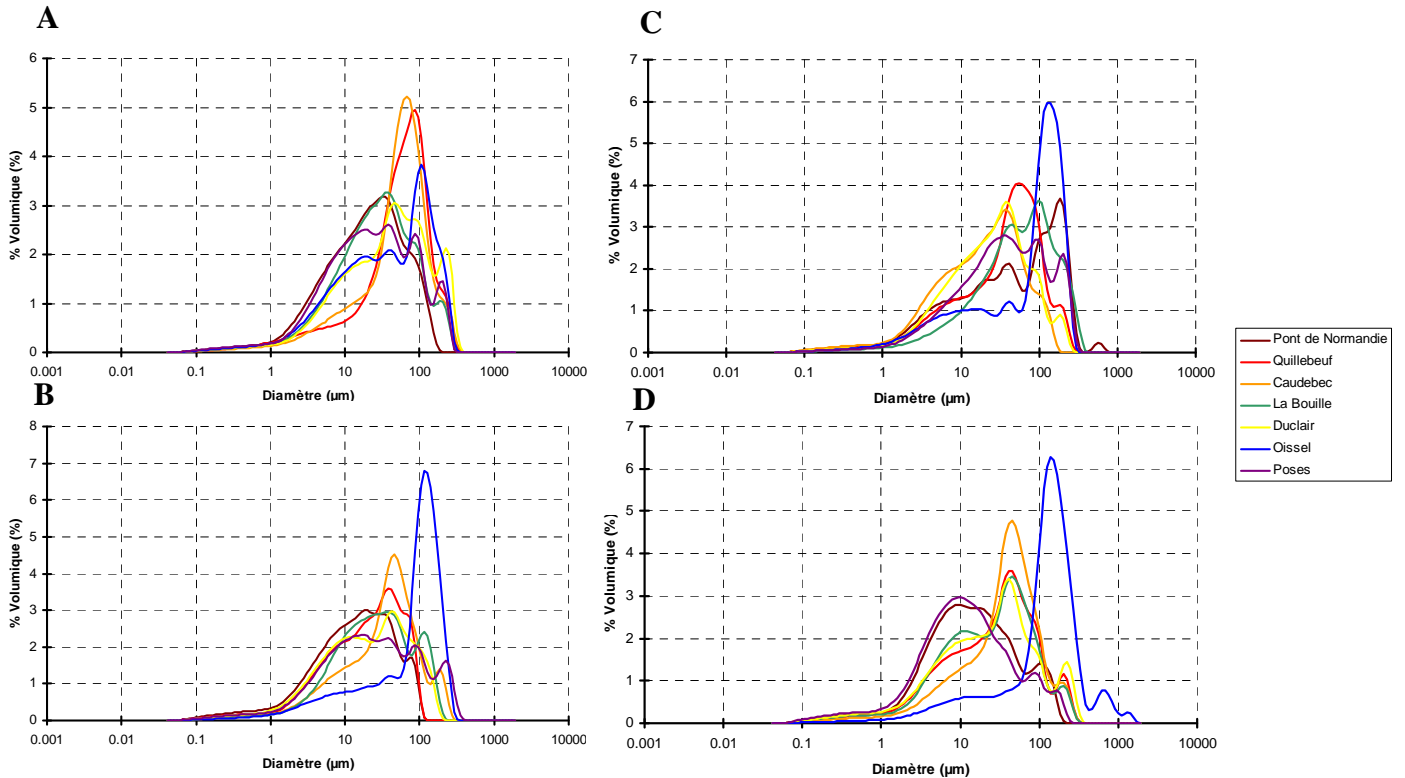 A
6
5
4
3
2
1
0
% Volumique (%)
0.001 0.01 0.1 1 10 100 1000 10000
Diamètre (µm)
C
7
6
5
4
3
2
1
0
% Volumique (%)
0.001 0.01 0.1 1 10 100 1000 10000
Diamètre (µm)
B
8
7
6
5
4
3
2
1
0
% Volumique (%)
0.001 0.01 0.1 1 10 100 1000 10000
Diamètre (µm)
D
7
6
5
4
3
2
1
0
% Volumique (%)
0.001 0.01 0.1 1 10 100 1000 10000
Diamètre (µm)
Pont de Normandie
Quillebeuf
Caudebec
La Bouille
Duclair
Oissel
Poses